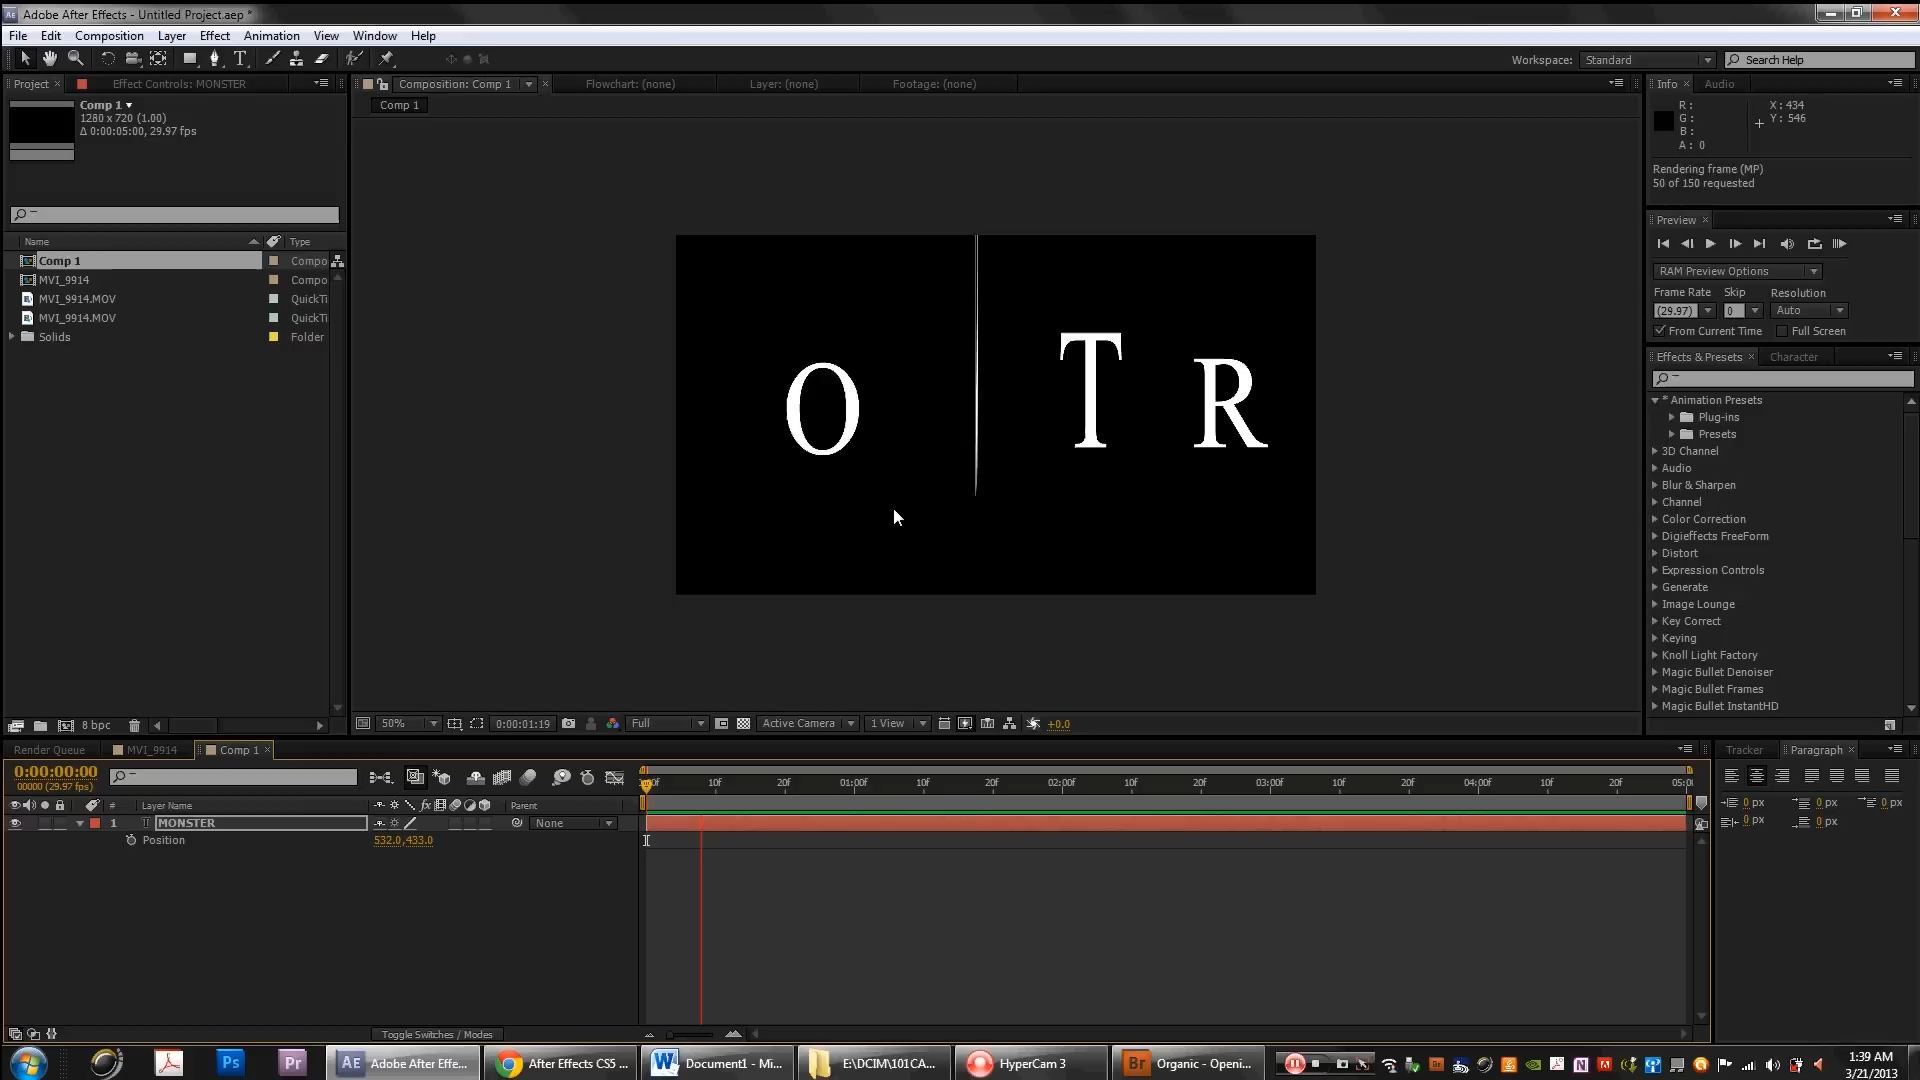 Adobe After Effects - Untitled Project.aep *
File Edit Composition Layer Effect Animation View Window Help
Workspace: Standard Search Help
Project Effect Controls: MONSTER Composition: Comp 1 Flowchart: (none) Layer: (none) Footage: (none) Info Audio
Comp 1
1280 x 720 (1.00)
Δ 0:00:05:00, 29.97 fps
Comp 1
R :
G :
B :
A : 0
X : 434
Y : 546
Rendering frame (MP)
50 of 150 requested
Preview
RAM Preview Options
Frame Rate Skip Resolution
(29.97) 0 Auto
From Current Time Full Screen
Name Type
Comp 1 Compo
MVI_9914 Compo
MVI_9914.MOV QuickTi
MVI_9914.MOV QuickTi
Solids Folder
O T R
Effects & Presets Character
* Animation Presets
Plug-ins
Presets
3D Channel
Audio
Blur & Sharpen
Channel
Color Correction
Digieffects FreeForm
Distort
Expression Controls
Generate
Image Lounge
Key Correct
Keying
Knoll Light Factory
Magic Bullet Denoiser
Magic Bullet Frames
Magic Bullet InstantHD
8 bpc
50% 0:00:01:19 Full Active Camera 1 View +0.0
Render Queue MVI_9914 Comp 1
0:00:00:00
00000 (29.97 fps)
10f 20f 01:00f 10f 20f 02:00f 10f 20f 03:00f 10f 20f 04:00f 10f 20f
# Layer Name fx Parent
1 T MONSTER None
Position 532.0,433.0
Toggle Switches / Modes
Tracker Paragraph
0 px 0 px 0 px
0 px 0 px
Ps Pr AE Adobe After Effe... After Effects CS5 ... Document1 - Mi... E:\DCIM\101CA... HyperCam 3 Br Organic - Openi...
1:39 AM
3/21/2013